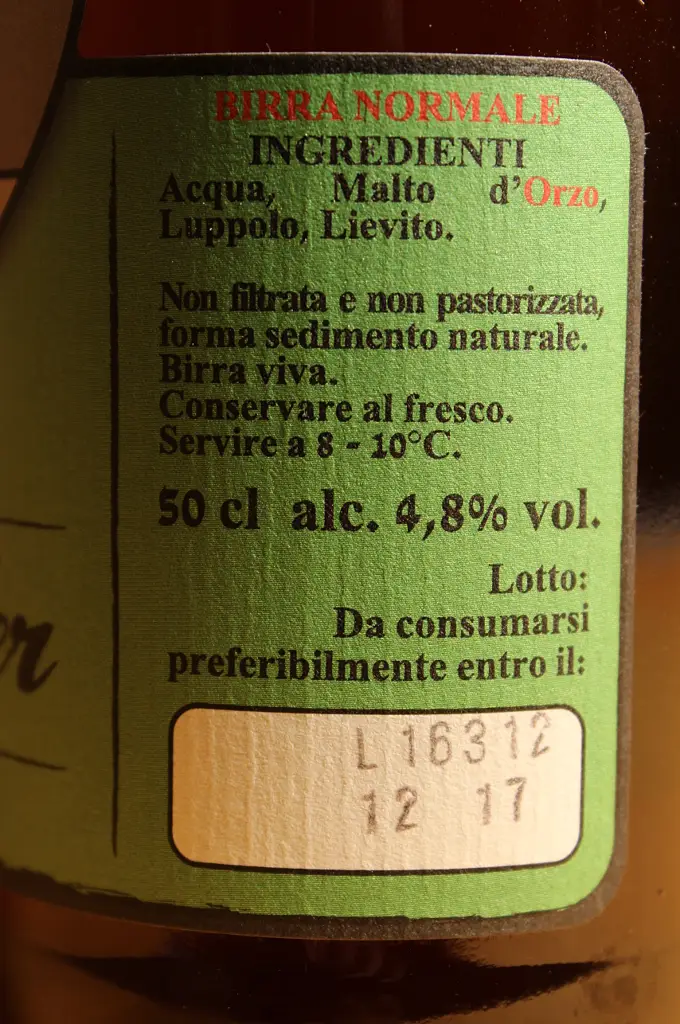 BIRRA NORMALE
INGREDIENTI
Acqua, Malto d'Orzo,
Luppolo, Lievito.
Non filtrata e non pastorizzata,
forma sedimento naturale.
Birra viva.
Conservare al fresco.
Servire a 8 - 10°C.
50 cl alc. 4,8% vol.
Lotto:
Da consumarsi
preferibilmente entro il:
L 16312
12 17